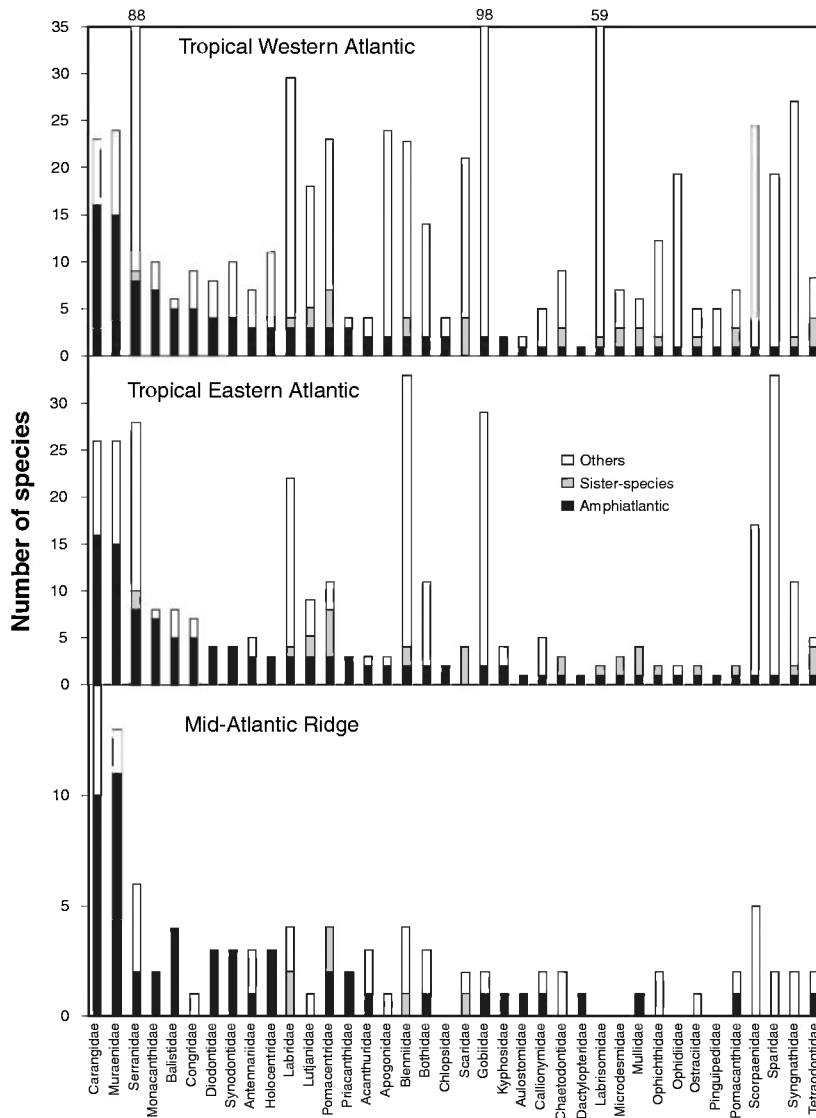 88
98
59
35
Tropical Western Atlantic
30
25
20
15
10
5
0
Tropical Eastern Atlantic
30
25
20
15
10
5
0
Others
Sister-species
Amphiatlantic
Mid-Atlantic Ridge
10
5
0
Number of species
Carangidae
Muraenidae
Serranidae
Monacanthidae
Balistidae
Congridae
Diodontidae
Synodontidae
Antennariidae
Holocentridae
Labridae
Lutjanidae
Pomacentridae
Priacanthidae
Acanthuridae
Apogonidae
Blenniidae
Bothidae
Chlopsidae
Scaridae
Gobiidae
Kyphosidae
Aulostomidae
Callionymidae
Chaetodontidae
Dactylopteridae
Labrisomidae
Microdesmidae
Mullidae
Ophichthidae
Ophidiidae
Ostraciidae
Pinguipedidae
Pomacanthidae
Scorpaenidae
Sparidae
Syngnathidae
Tetraodontidae